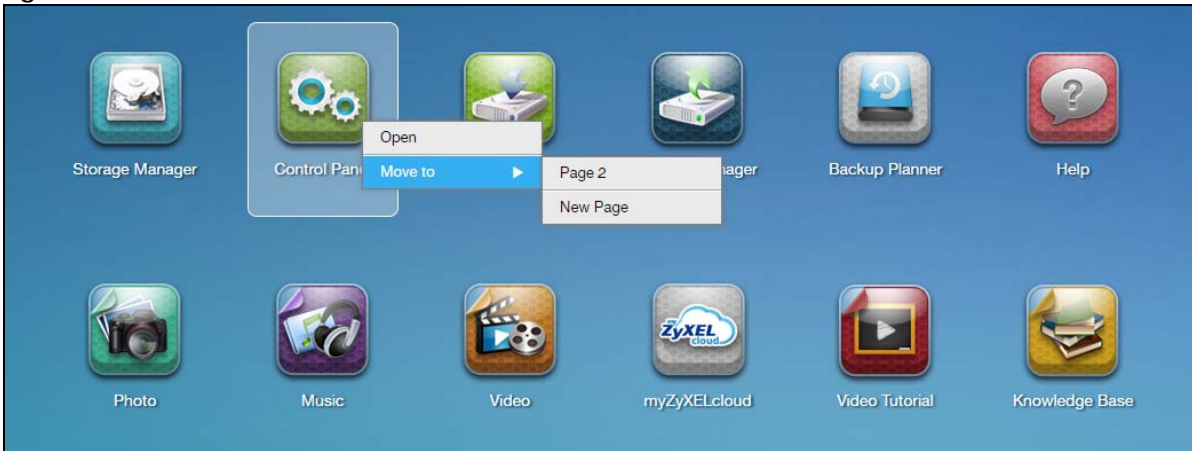 Storage Manager
Control Pan
ager
Backup Planner
Help
Open
Move to
Page 2
New Page
Photo
Music
Video
ZyXEL
cloud
myZyXELcloud
Video Tutorial
Knowledge Base